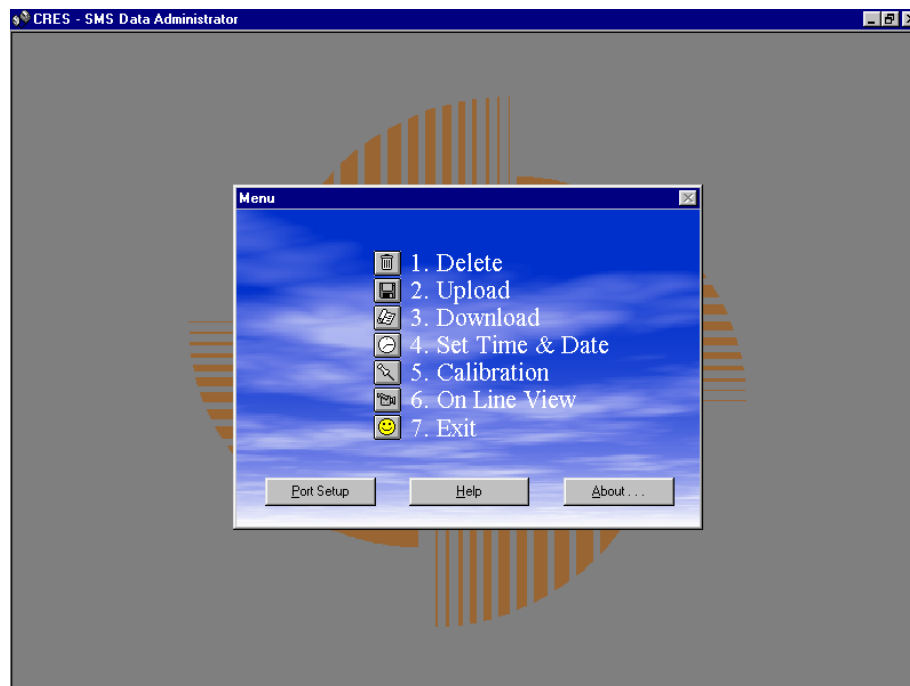 CRES - SMS Data Administrator
Menu
1. Delete
2. Upload
3. Download
4. Set Time & Date
5. Calibration
6. On Line View
7. Exit
Port Setup Help About . . .